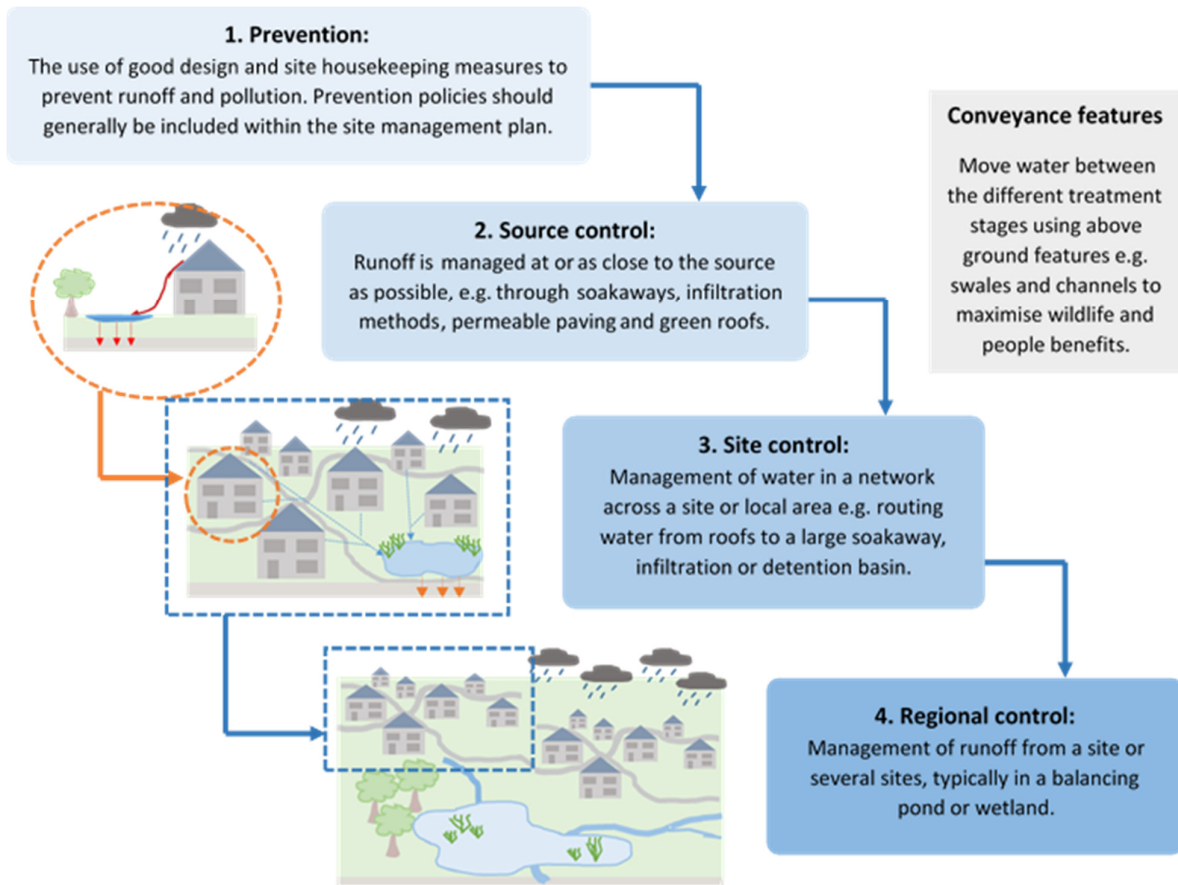 1. Prevention:
The use of good design and site housekeeping measures to
prevent runoff and pollution. Prevention policies should
generally be included within the site management plan.
Conveyance features
Move water between
the different treatment
stages using above
ground features e.g.
swales and channels to
maximise wildlife and
people benefits.
2. Source control:
Runoff is managed at or as close to the source
as possible, e.g. through soakaways, infiltration
methods, permeable paving and green roofs.
3. Site control:
Management of water in a network
across a site or local area e.g. routing
water from roofs to a large soakaway,
infiltration or detention basin.
4. Regional control:
Management of runoff from a site or
several sites, typically in a balancing
pond or wetland.